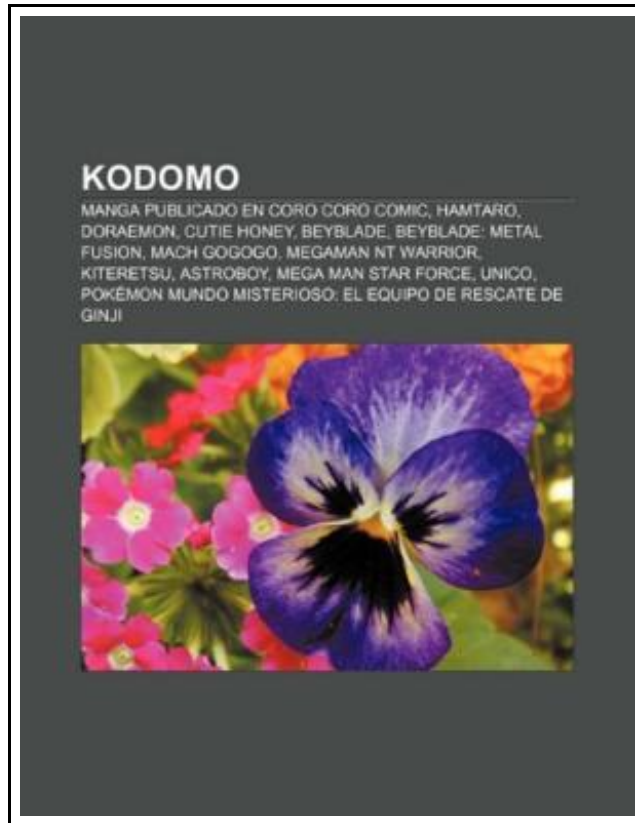 KODOMO
MANGA PUBLICADO EN CORO CORO COMIC, HAMTARO,
DORAEMON, CUTIE HONEY, BEYBLADE, BEYBLADE: METAL
FUSION, MACH GOGOGO, MEGAMAN NT WARRIOR,
KITERETSU, ASTROBOY, MEGA MAN STAR FORCE, UNICO,
POKÉMON MUNDO MISTERIOSO: EL EQUIPO DE RESCATE DE
GINJI